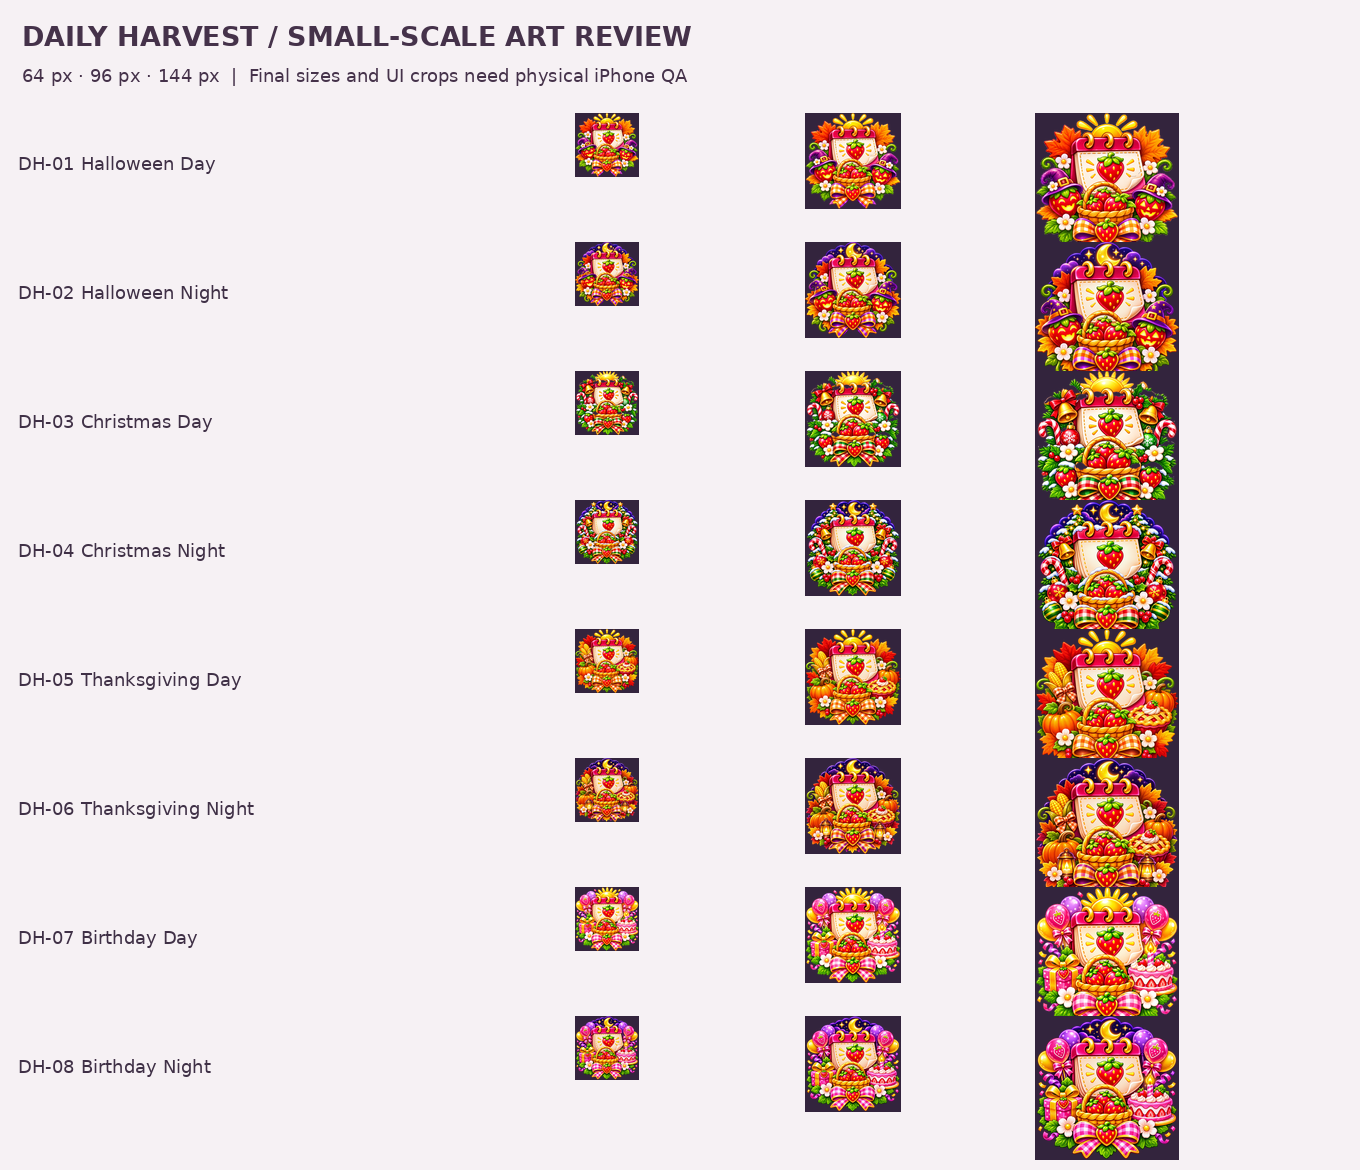 DAILY HARVEST / SMALL-SCALE ART REVIEW
64 px · 96 px · 144 px | Final sizes and UI crops need physical iPhone QA
DH-01 Halloween Day
DH-02 Halloween Night
DH-03 Christmas Day
DH-04 Christmas Night
DH-05 Thanksgiving Day
DH-06 Thanksgiving Night
DH-07 Birthday Day
DH-08 Birthday Night